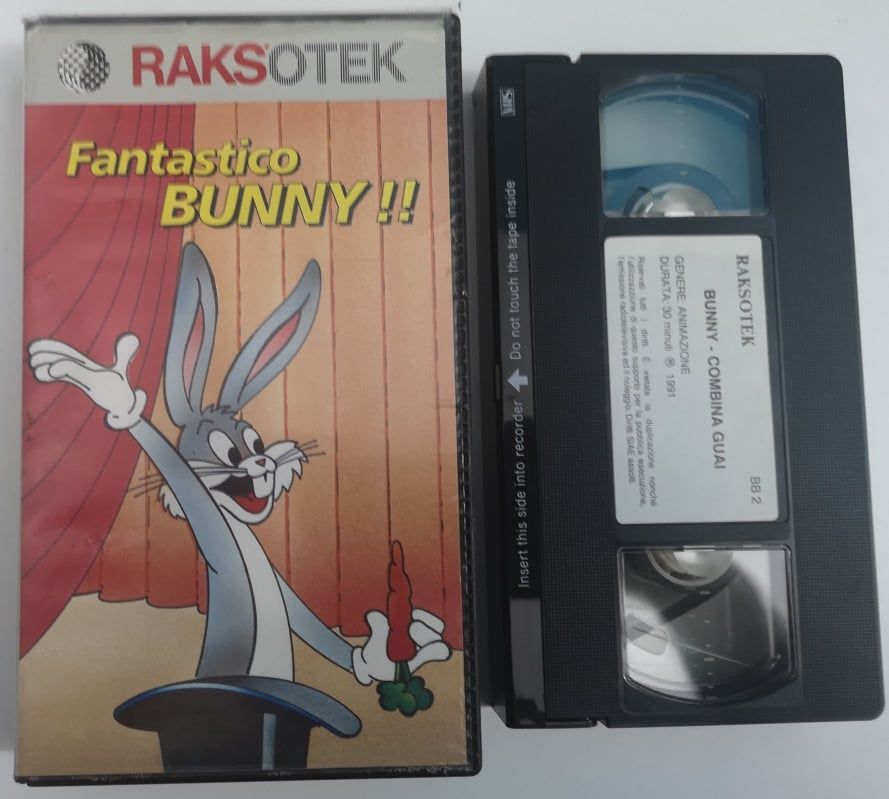 RAKSOTEK
Fantastico
BUNNY!!
VHS
Insert this side into recorder Do not touch the tape inside
RAKSOTEK
BUNNY - COMBINA GUAI
BB 2
GENERE: ANIMAZIONE
DURATA: 30 minuti ℗ 1991
Riservati tutti i diritti. E vietata la duplicazione nonchè
l'utilizzazione di questo supporto per la pubblica esecuzione,
l'emissione radiotelevisiva ed il noleggio. Diritti SIAE assolti.